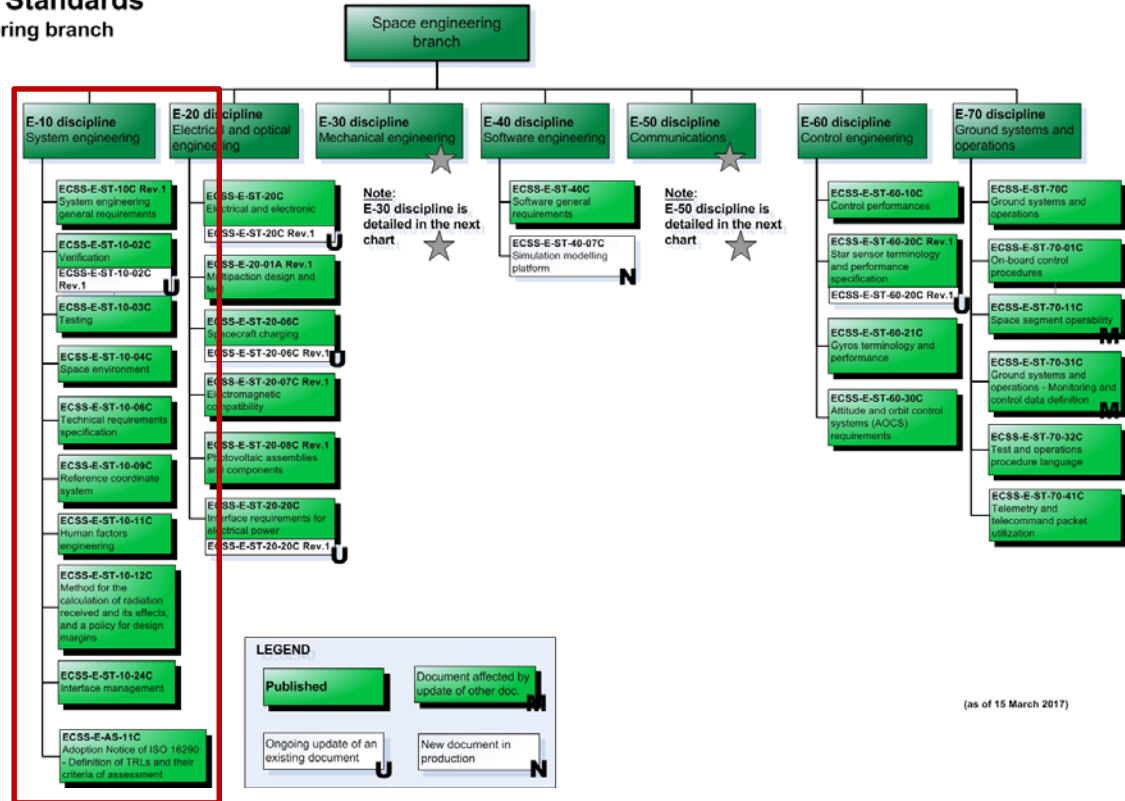 Standards
ering branch
Space engineering
branch
E-10 discipline
System engineering
ECSS-E-ST-10C Rev.1
System engineering
general requirements
ECSS-E-ST-10-02C
Verification
ECSS-E-ST-10-02C
Rev.1
U
ECSS-E-ST-10-03C
Testing
ECSS-E-ST-10-04C
Space environment
ECSS-E-ST-10-06C
Technical requirements
specification
ECSS-E-ST-10-09C
Reference coordinate
system
ECSS-E-ST-10-11C
Human factors
engineering
ECSS-E-ST-10-12C
Method for the
calculation of radiation
received and its effects,
and a policy for design
margins
ECSS-E-ST-10-24C
Interface management
ECSS-E-AS-11C
Adoption Notice of ISO 16290
- Definition of TRLs and their
criteria of assessment
E-20 discipline
Electrical and optical
engineering
ECSS-E-ST-20C
Electrical and electronic
ECSS-E-ST-20C Rev.1
U
ECSS-E-20-01A Rev.1
Multipaction design and
test
ECSS-E-ST-20-06C
Spacecraft charging
ECSS-E-ST-20-06C Rev.1
U
ECSS-E-ST-20-07C Rev.1
Electromagnetic
compatibility
ECSS-E-ST-20-08C Rev.1
Photovoltaic assemblies
and components
ECSS-E-ST-20-20C
Interface requirements for
electrical power
ECSS-E-ST-20-20C Rev.1
U
E-30 discipline
Mechanical engineering
Note:
E-30 discipline is
detailed in the next
chart
E-40 discipline
Software engineering
ECSS-E-ST-40C
Software general
requirements
ECSS-E-ST-40-07C
Simulation modelling
platform
N
E-50 discipline
Communications
Note:
E-50 discipline is
detailed in the next
chart
E-60 discipline
Control engineering
ECSS-E-ST-60-10C
Control performances
ECSS-E-ST-60-20C Rev.1
Star sensor terminology
and performance
specification
ECSS-E-ST-60-20C Rev.1
U
ECSS-E-ST-60-21C
Gyros terminology and
performance
ECSS-E-ST-60-30C
Attitude and orbit control
systems (AOCS)
requirements
E-70 discipline
Ground systems and
operations
ECSS-E-ST-70C
Ground systems and
operations
ECSS-E-ST-70-01C
On-board control
procedures
ECSS-E-ST-70-11C
Space segment operability
M
ECSS-E-ST-70-31C
Ground systems and
operations - Monitoring and
control data definition
M
ECSS-E-ST-70-32C
Test and operations
procedure language
ECSS-E-ST-70-41C
Telemetry and
telecommand packet
utilization
LEGEND
Published
Document affected by
update of other doc.
M
Ongoing update of an
existing document
U
New document in
production
N
(as of 15 March 2017)